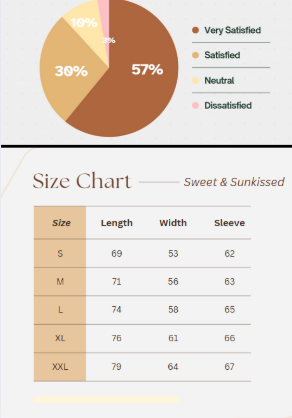 10%
3%
30%
57%
Very Satisfied
Satisfied
Neutral
Dissatisfied
Size Chart Sweet & Sunkissed
Size Length Width Sleeve
S 69 53 62
M 71 56 63
L 74 58 65
XL 76 61 66
XXL 79 64 67